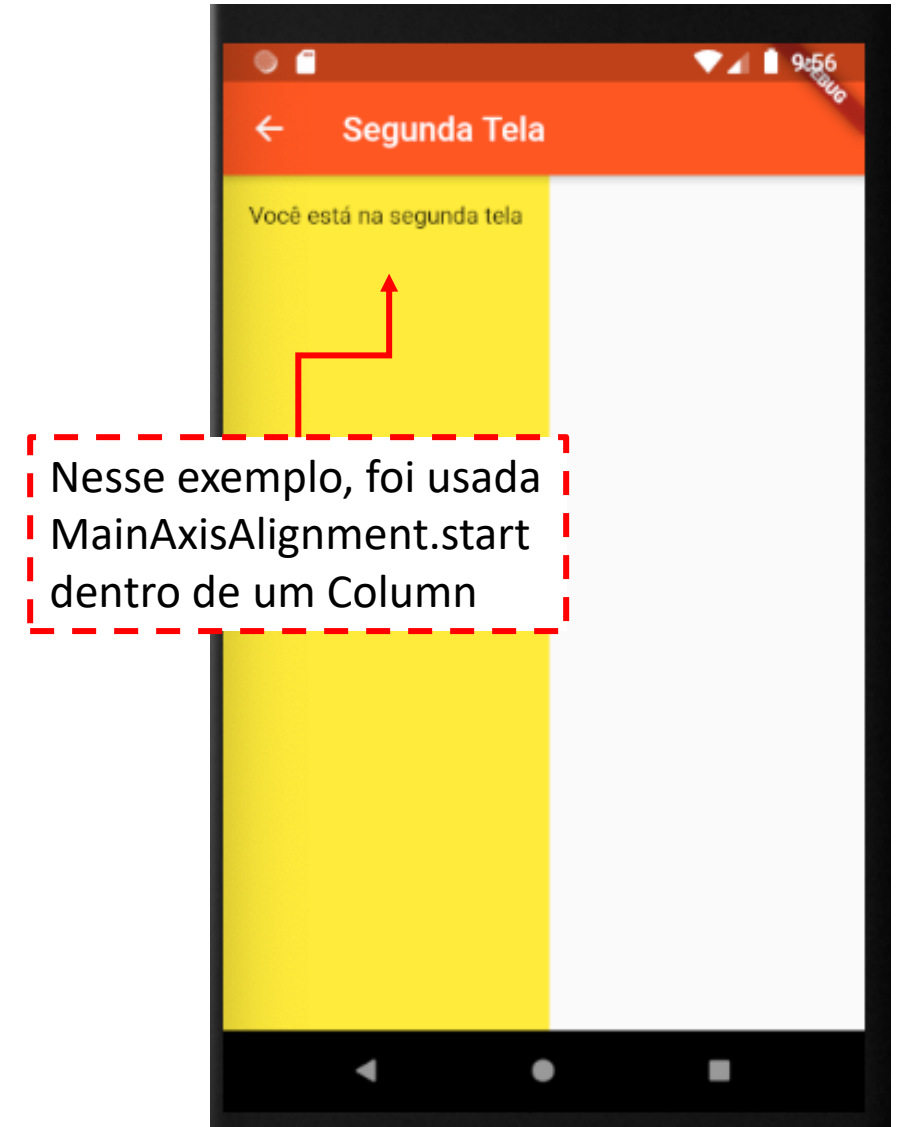 9:56
DEBUG
Segunda Tela
Você está na segunda tela
Nesse exemplo, foi usada
MainAxisAlignment.start
dentro de um Column